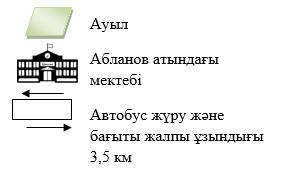 Ауыл
Абланов атындағы
мектебі
Автобус жүру және
бағыты жалпы ұзындығы
3,5 км